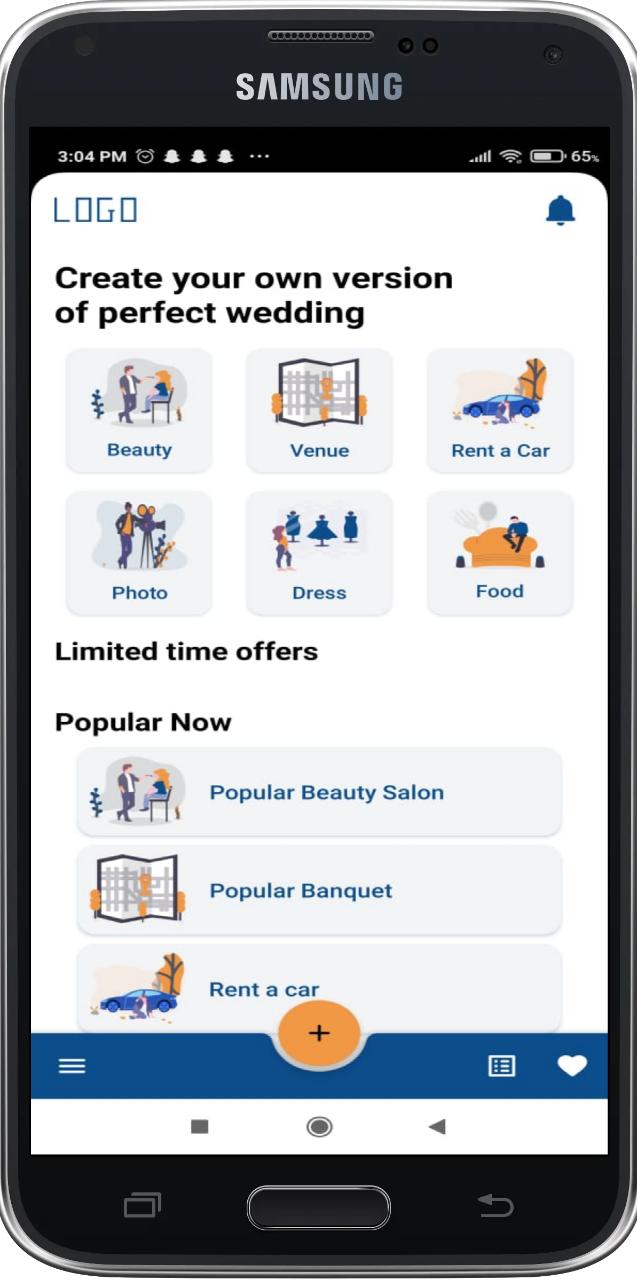 SAMSUNG
3:04 PM ... 65%
LOGO
Create your own version
of perfect wedding
Beauty
Venue
Rent a Car
Photo
Dress
Food
Limited time offers
Popular Now
Popular Beauty Salon
Popular Banquet
Rent a car
+